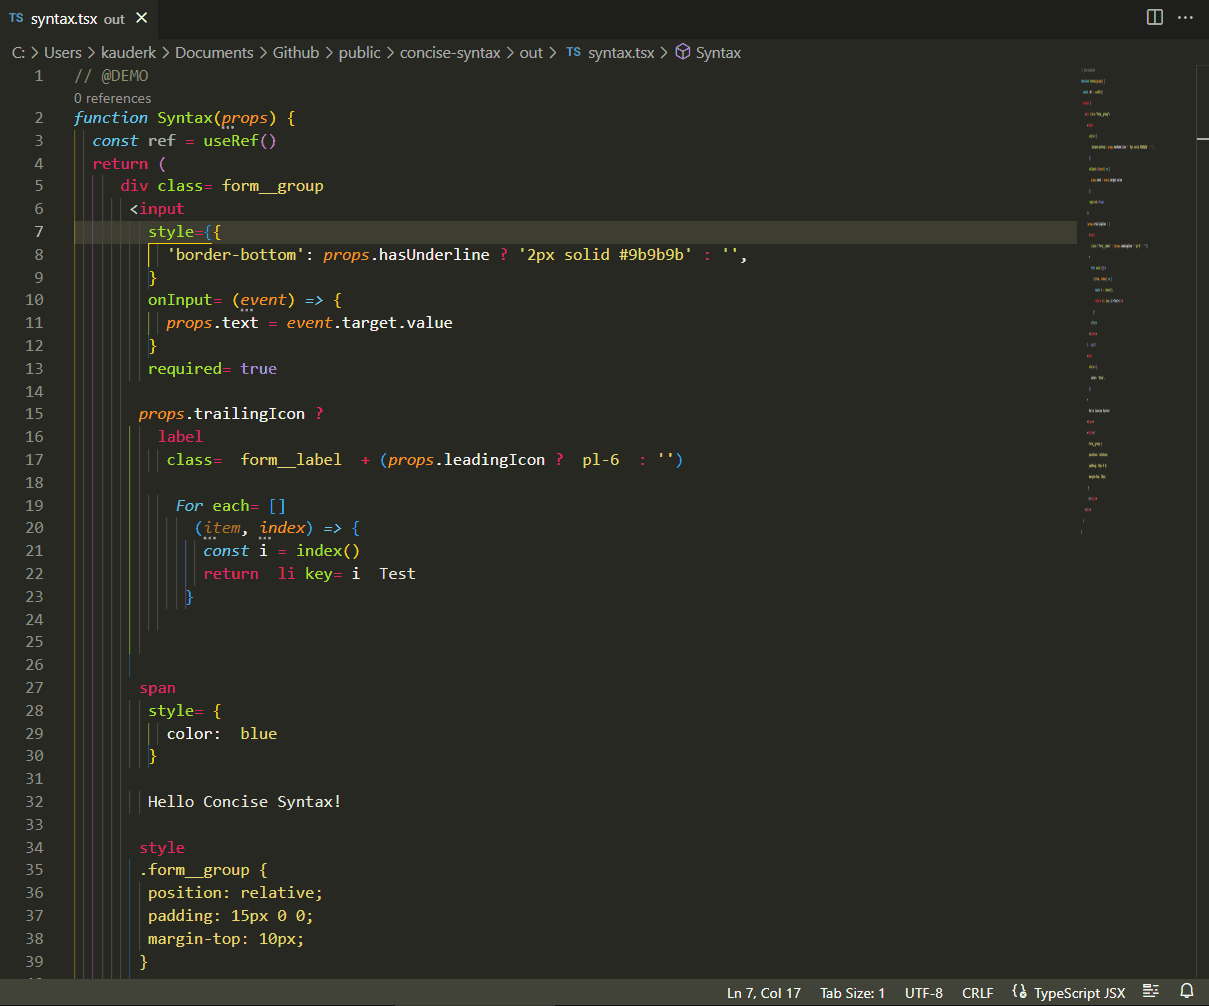 TS syntax.tsx out ×
C: > Users > kauderk > Documents > Github > public > concise-syntax > out > TS syntax.tsx > Syntax
1 // @DEMO
0 references
2 function Syntax(props) {
3 const ref = useRef()
4 return (
5 div class= form__group
6 <input
7 style={{
8 'border-bottom': props.hasUnderline ? '2px solid #9b9b9b' : '',
9 }
10 onInput= (event) => {
11 props.text = event.target.value
12 }
13 required= true
14
15 props.trailingIcon ?
16 label
17 class= form__label + (props.leadingIcon ? pl-6 : '')
18
19 For each= []
20 (item, index) => {
21 const i = index()
22 return li key= i Test
23 }
24
25
26
27 span
28 style= {
29 color: blue
30 }
31
32 Hello Concise Syntax!
33
34 style
35 .form__group {
36 position: relative;
37 padding: 15px 0 0;
38 margin-top: 10px;
39 }
Ln 7, Col 17 Tab Size: 1 UTF-8 CRLF TypeScript JSX